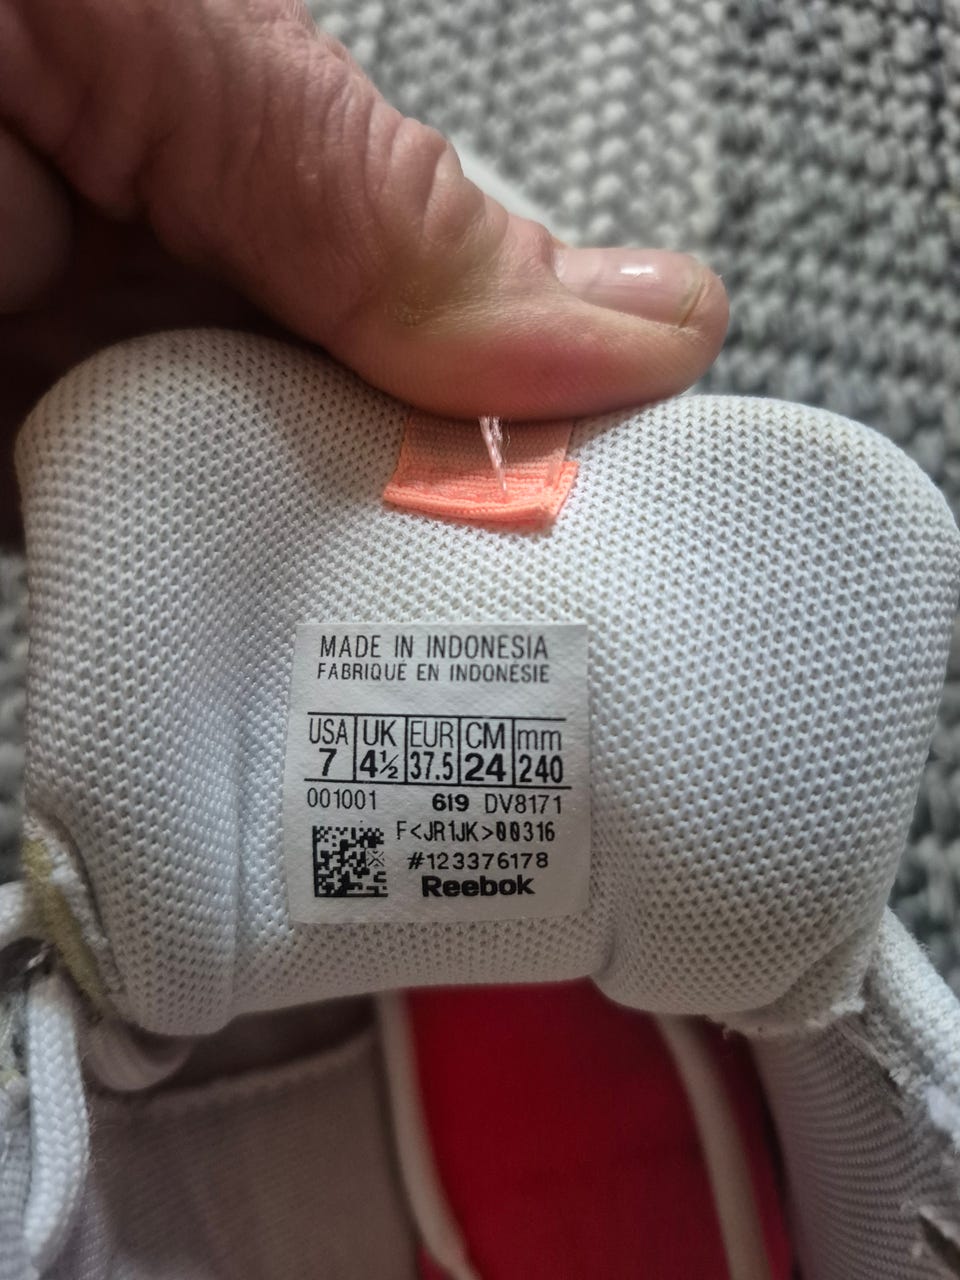 MADE IN INDONESIA
FABRIQUÉ EN INDONÉSIE
USA UK EUR CM mm
7 4½ 37.5 24 240
001001 619 DV8171
F<JR1JK>00316
#123376178
Reebok